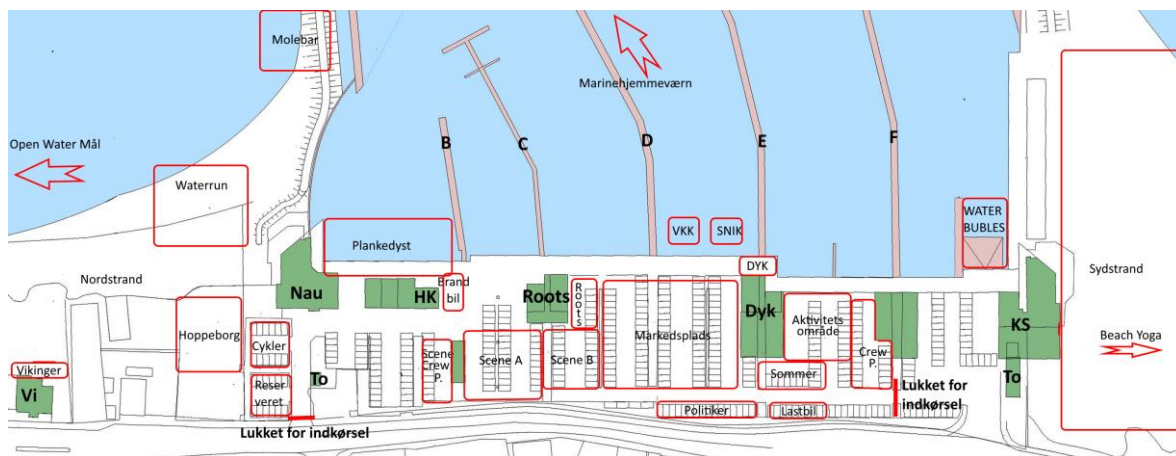 Molebar
Marinehjemmeværn
Open Water Mål
B
C
D
E
F
Waterrun
WATER
BUBLES
VKK
SNIK
Plankedyst
DYK
Nordstrand
Sydstrand
Nau
HK
Brand
bil
Roots
Roots
Dyk
KS
Hoppeborg
Cykler
Scene
Crew
P.
Scene A
Scene B
Markedsplads
Aktivitets
område
Crew
P.
Beach Yoga
Vikinger
Vi
Reser
veret
To
Sommer
To
Politiker
Lastbil
Lukket for
indkørsel
Lukket for indkørsel